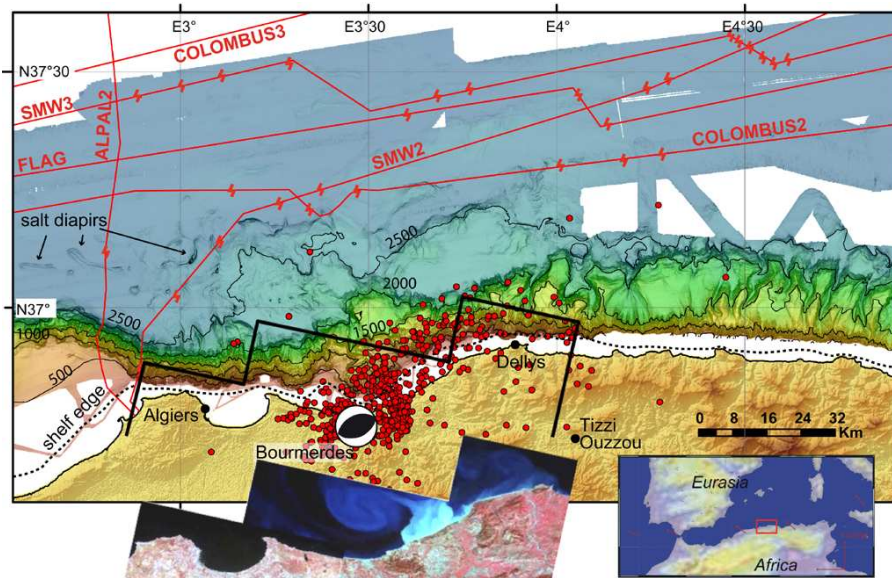 E3°
E3°30
E4°
E4°30
COLOMBUS3
N37°30
SMW3
ALPAL2
FLAG
SMW2
COLOMBUS2
salt diapirs
2500
2000
N37°
2500
1000
1500
500
shelf edge
Dellys
Algiers
0 8 16 24 32
Km
Tizzi
Ouzzou
Bourmerdes
Eurasia
Africa